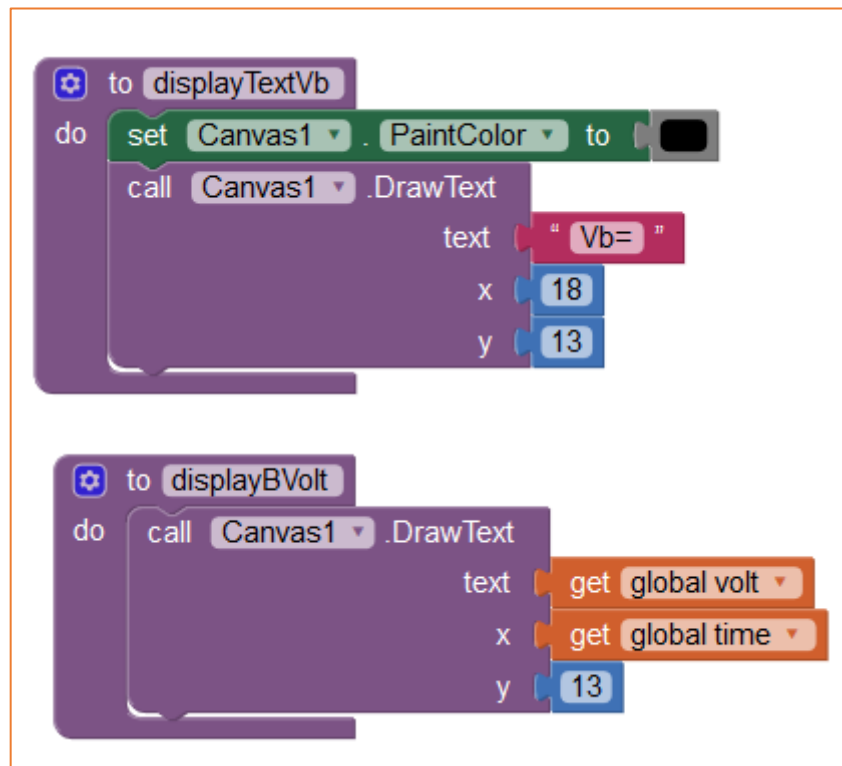 to displayTextVb
do set Canvas1 . PaintColor to
call Canvas1 .DrawText
text “ Vb= ”
x 18
y 13
to displayBVolt
do call Canvas1 .DrawText
text get global volt
x get global time
y 13